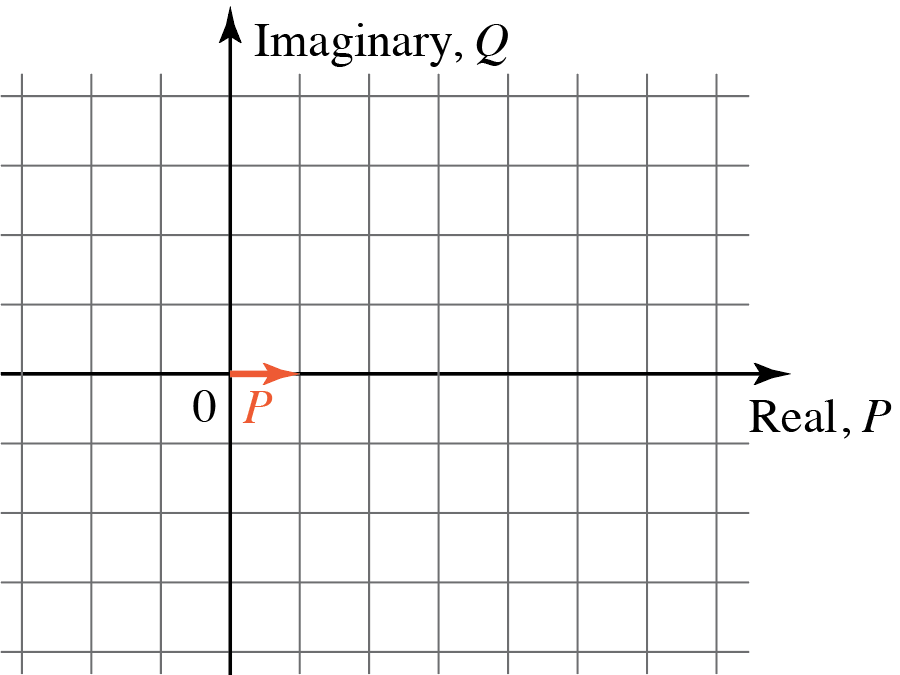 Imaginary, Q
0
P
Real, P